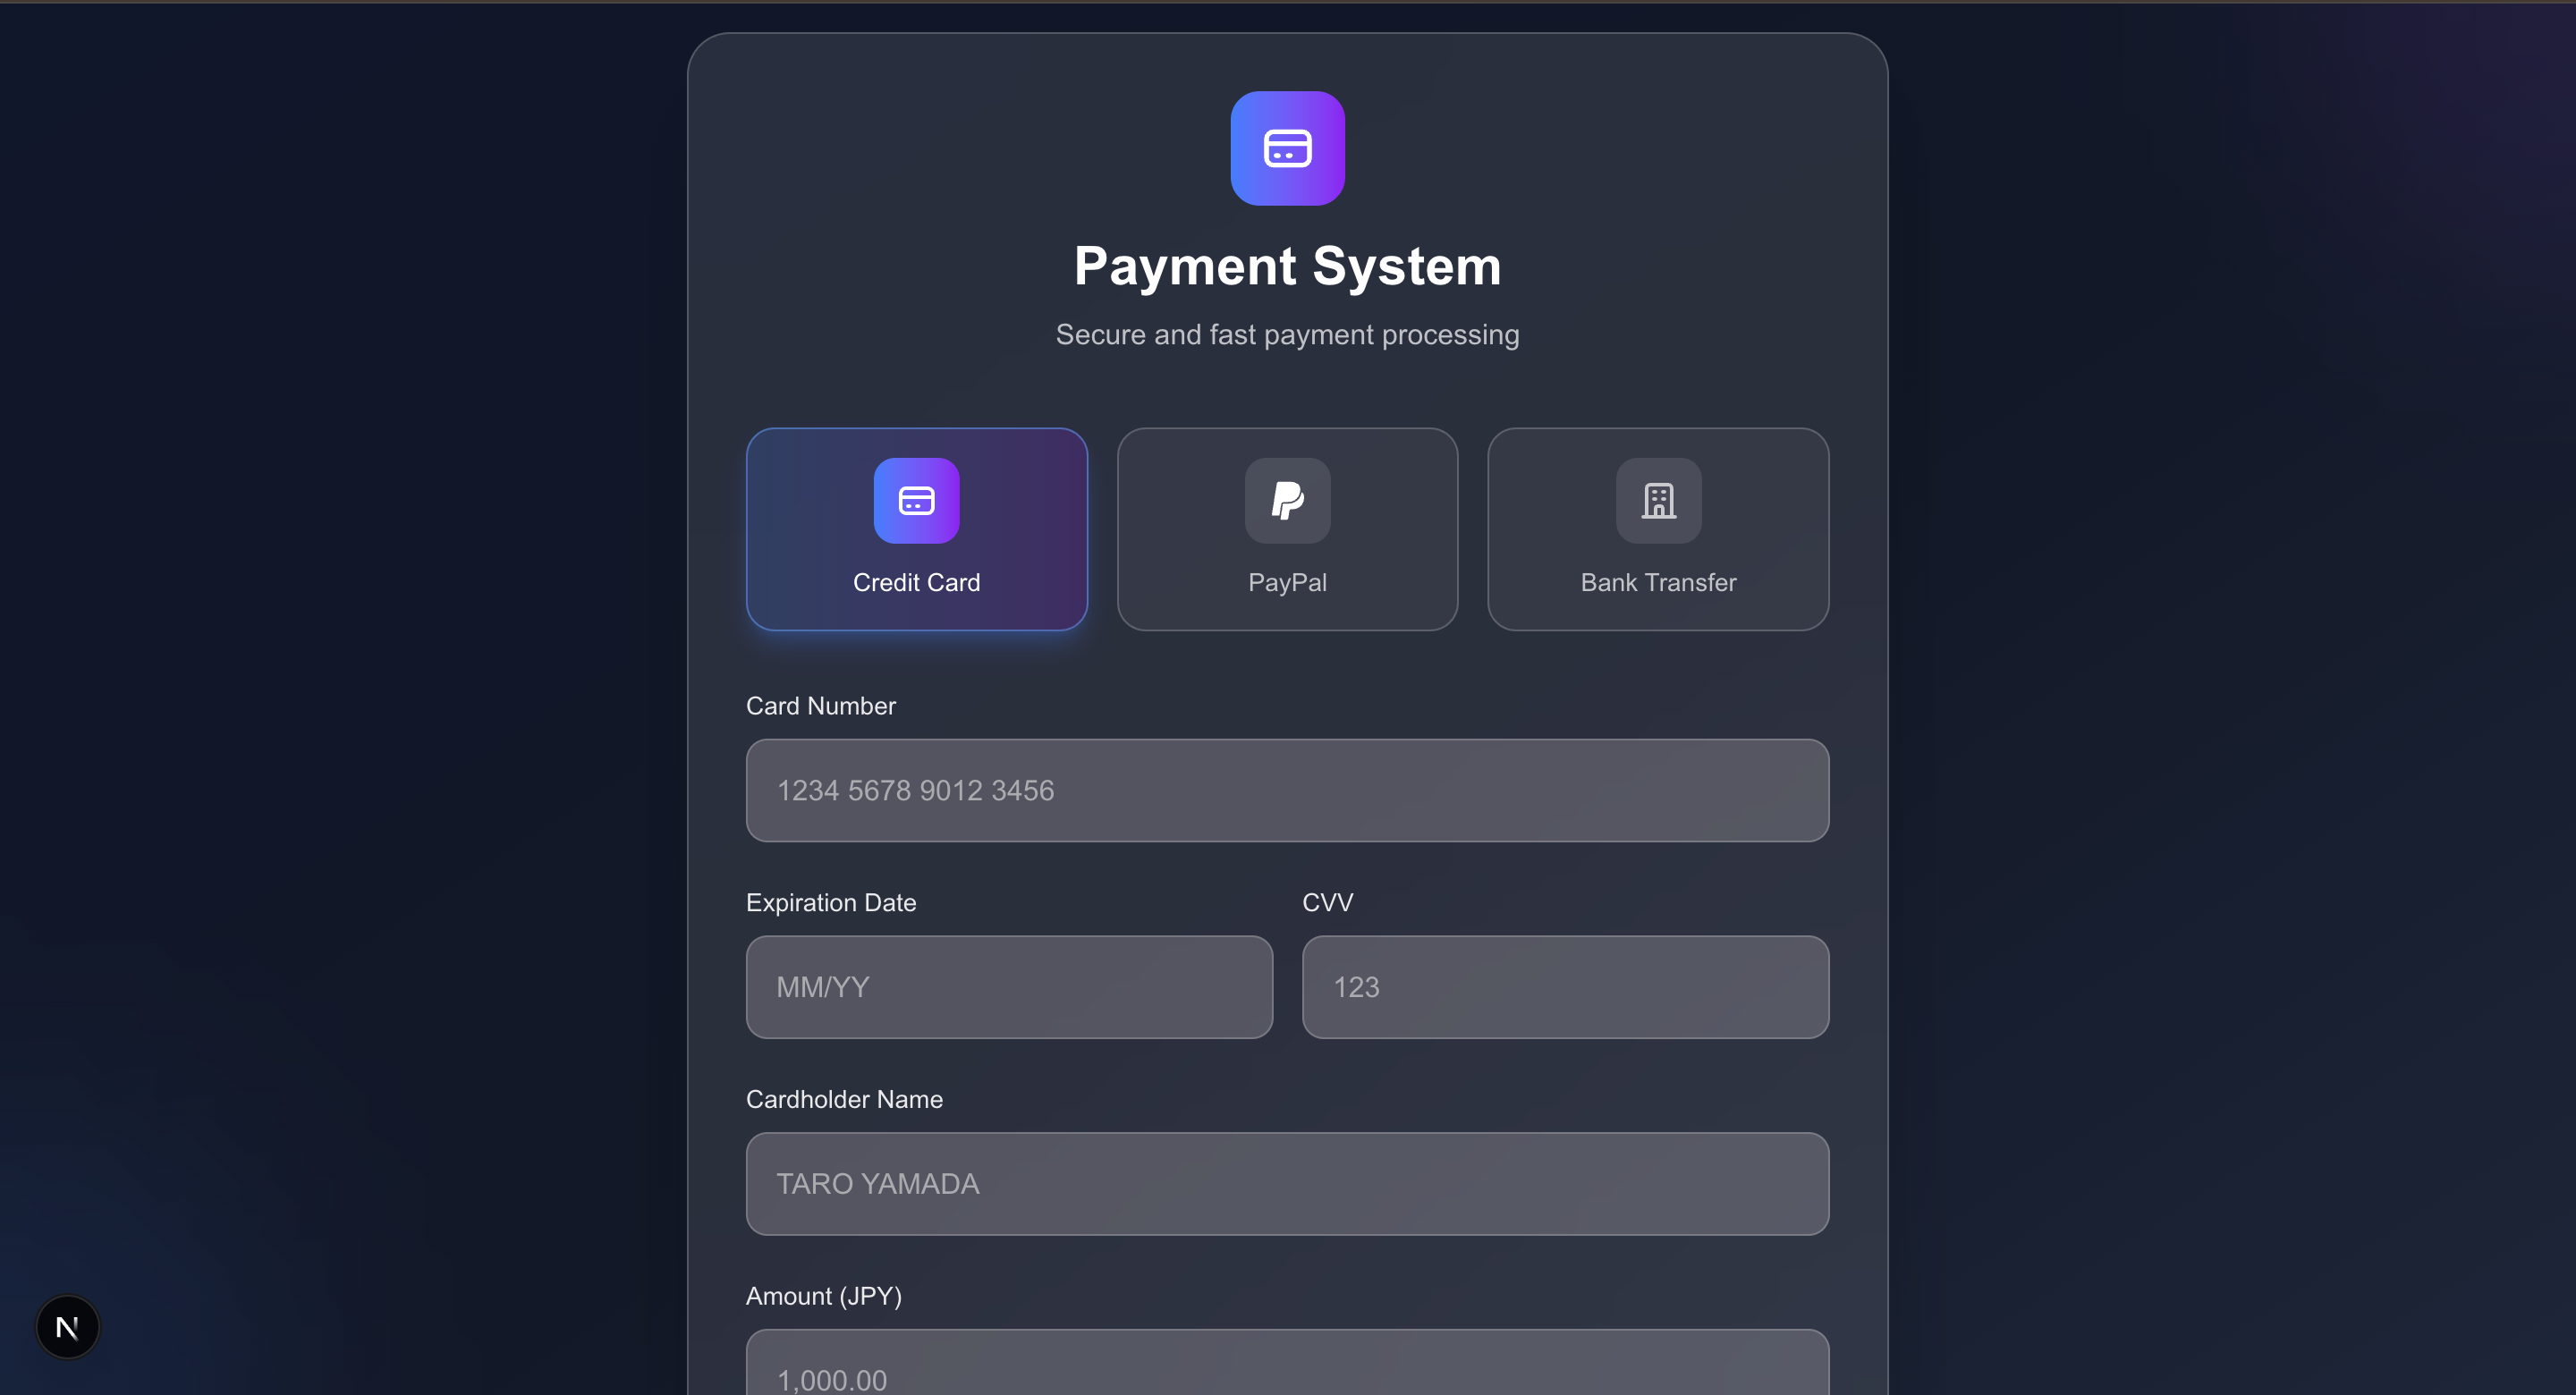 Payment System
Secure and fast payment processing
Credit Card
PayPal
Bank Transfer
Card Number
1234 5678 9012 3456
Expiration Date
CVV
MM/YY
123
Cardholder Name
TARO YAMADA
Amount (JPY)
1,000.00
N